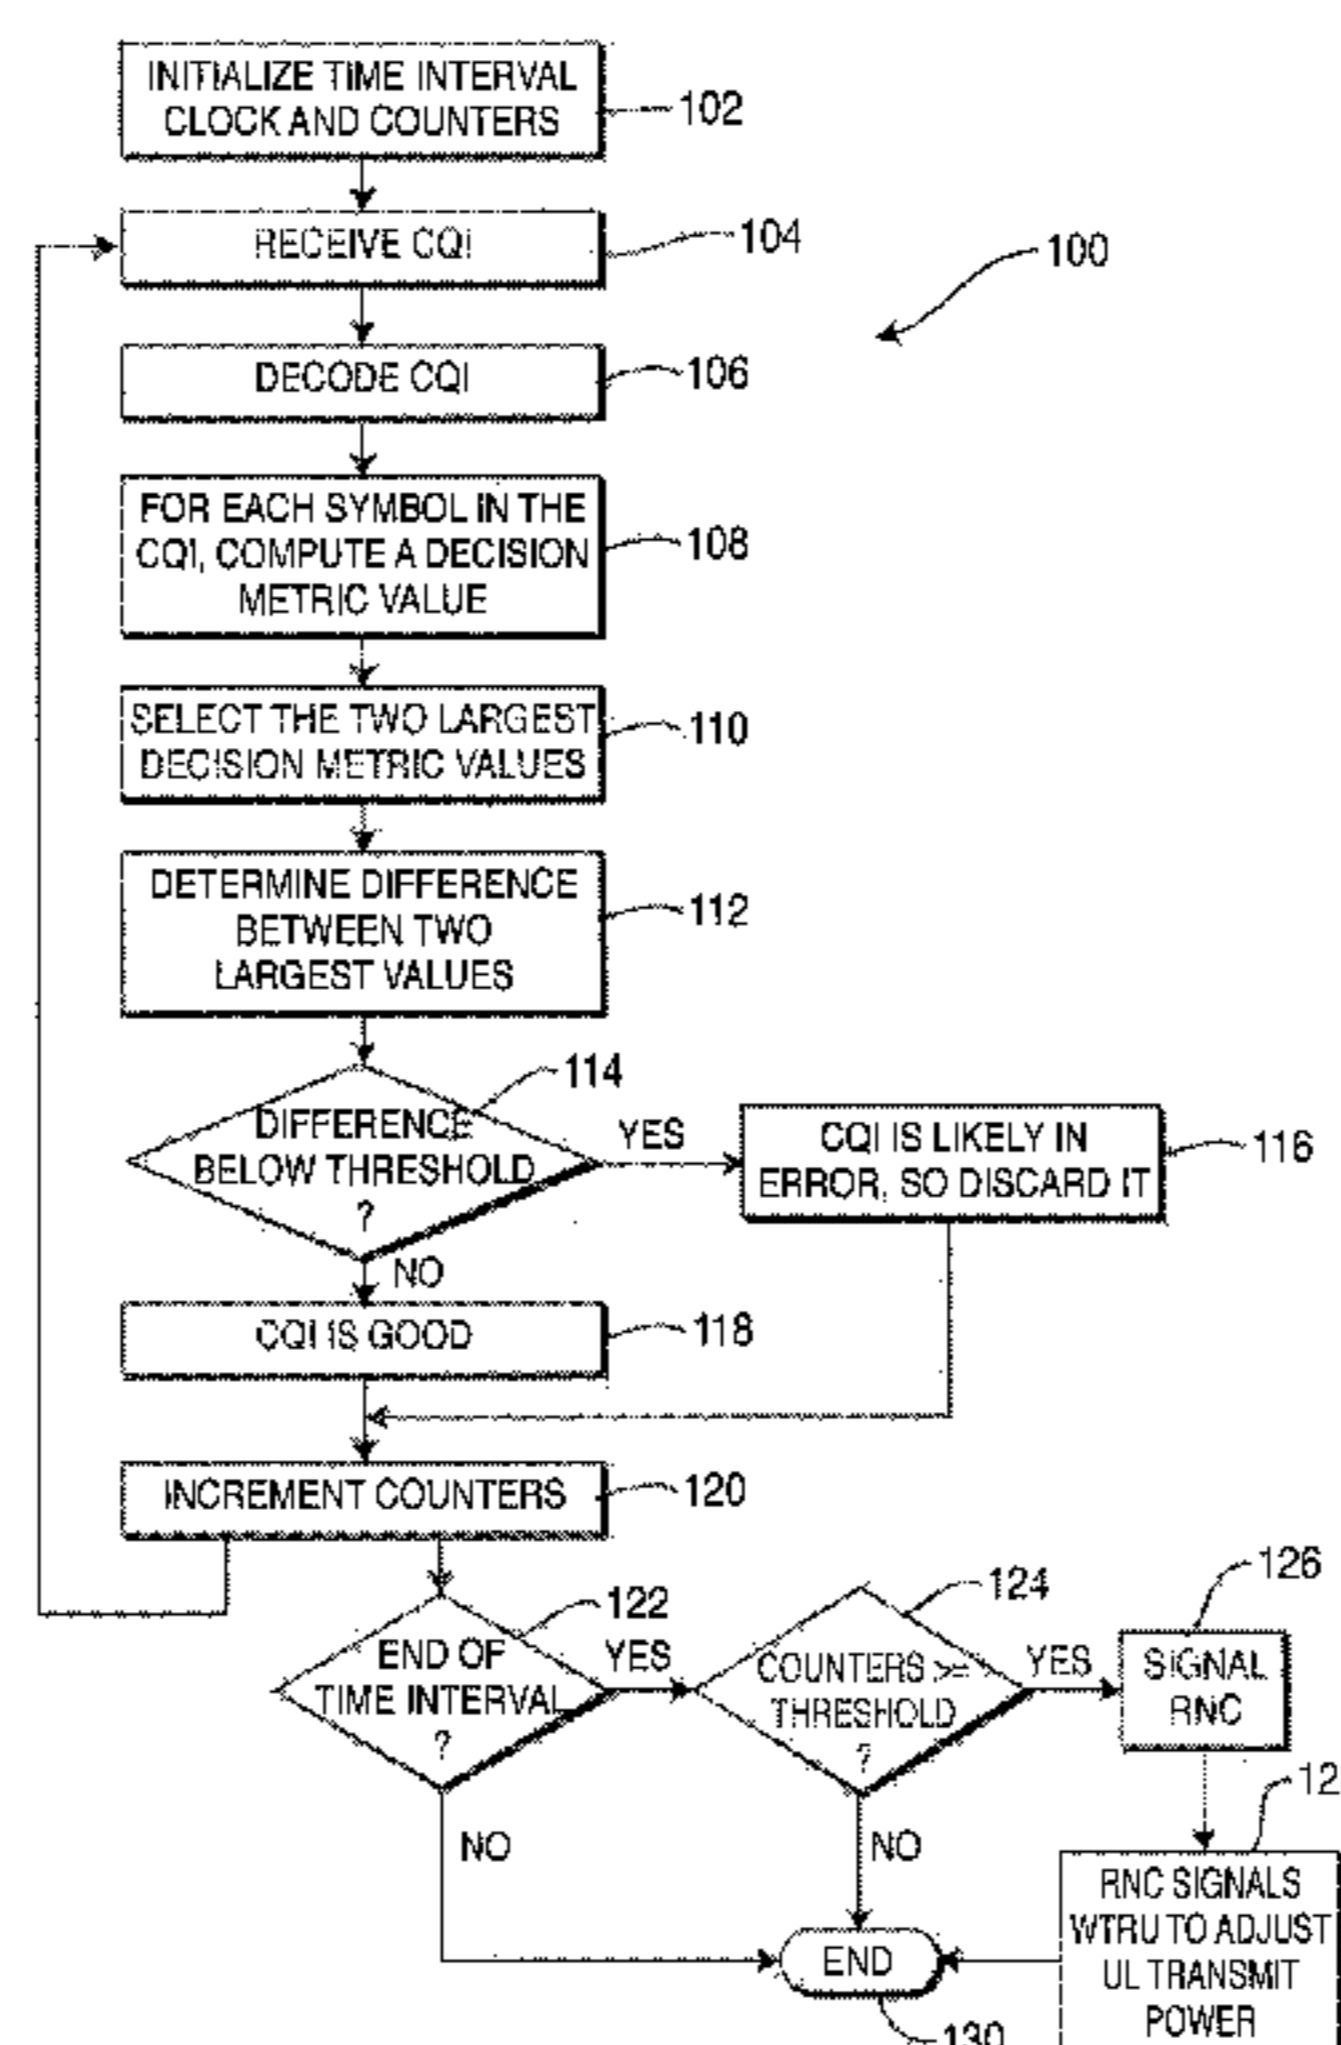 INITIALIZE TIME INTERVAL
CLOCK AND COUNTERS
102
RECEIVE CQI
104
100
DECODE CQI
106
FOR EACH SYMBOL IN THE
CQI, COMPUTE A DECISION
METRIC VALUE
108
SELECT THE TWO LARGEST
DECISION METRIC VALUES
110
DETERMINE DIFFERENCE
BETWEEN TWO
LARGEST VALUES
112
114
DIFFERENCE
BELOW THRESHOLD
?
YES
CQI IS LIKELY IN
ERROR, SO DISCARD IT
116
NO
CQI IS GOOD
118
INCREMENT COUNTERS
120
122
END OF
TIME INTERVAL
?
YES
124
COUNTERS >=
THRESHOLD
?
YES
126
SIGNAL
RNC
NO
NO
12
RNC SIGNALS
WTRU TO ADJUST
UL TRANSMIT
POWER
END
130